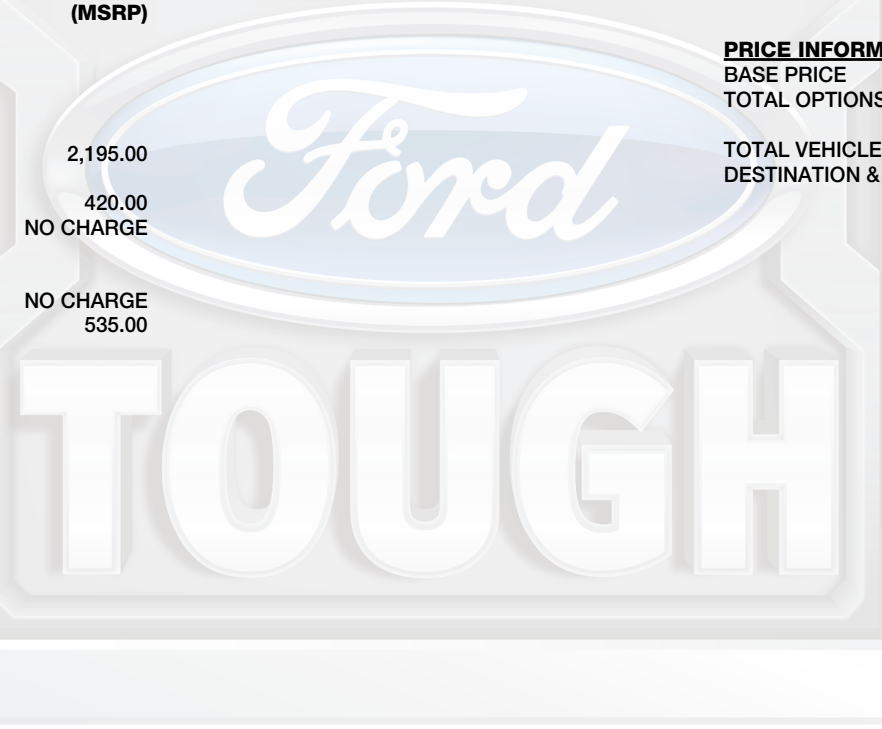 (MSRP)
2,195.00
420.00
NO CHARGE
NO CHARGE
535.00
PRICE INFORM
BASE PRICE
TOTAL OPTIONS
TOTAL VEHICLE
DESTINATION &
Ford
TOUGH